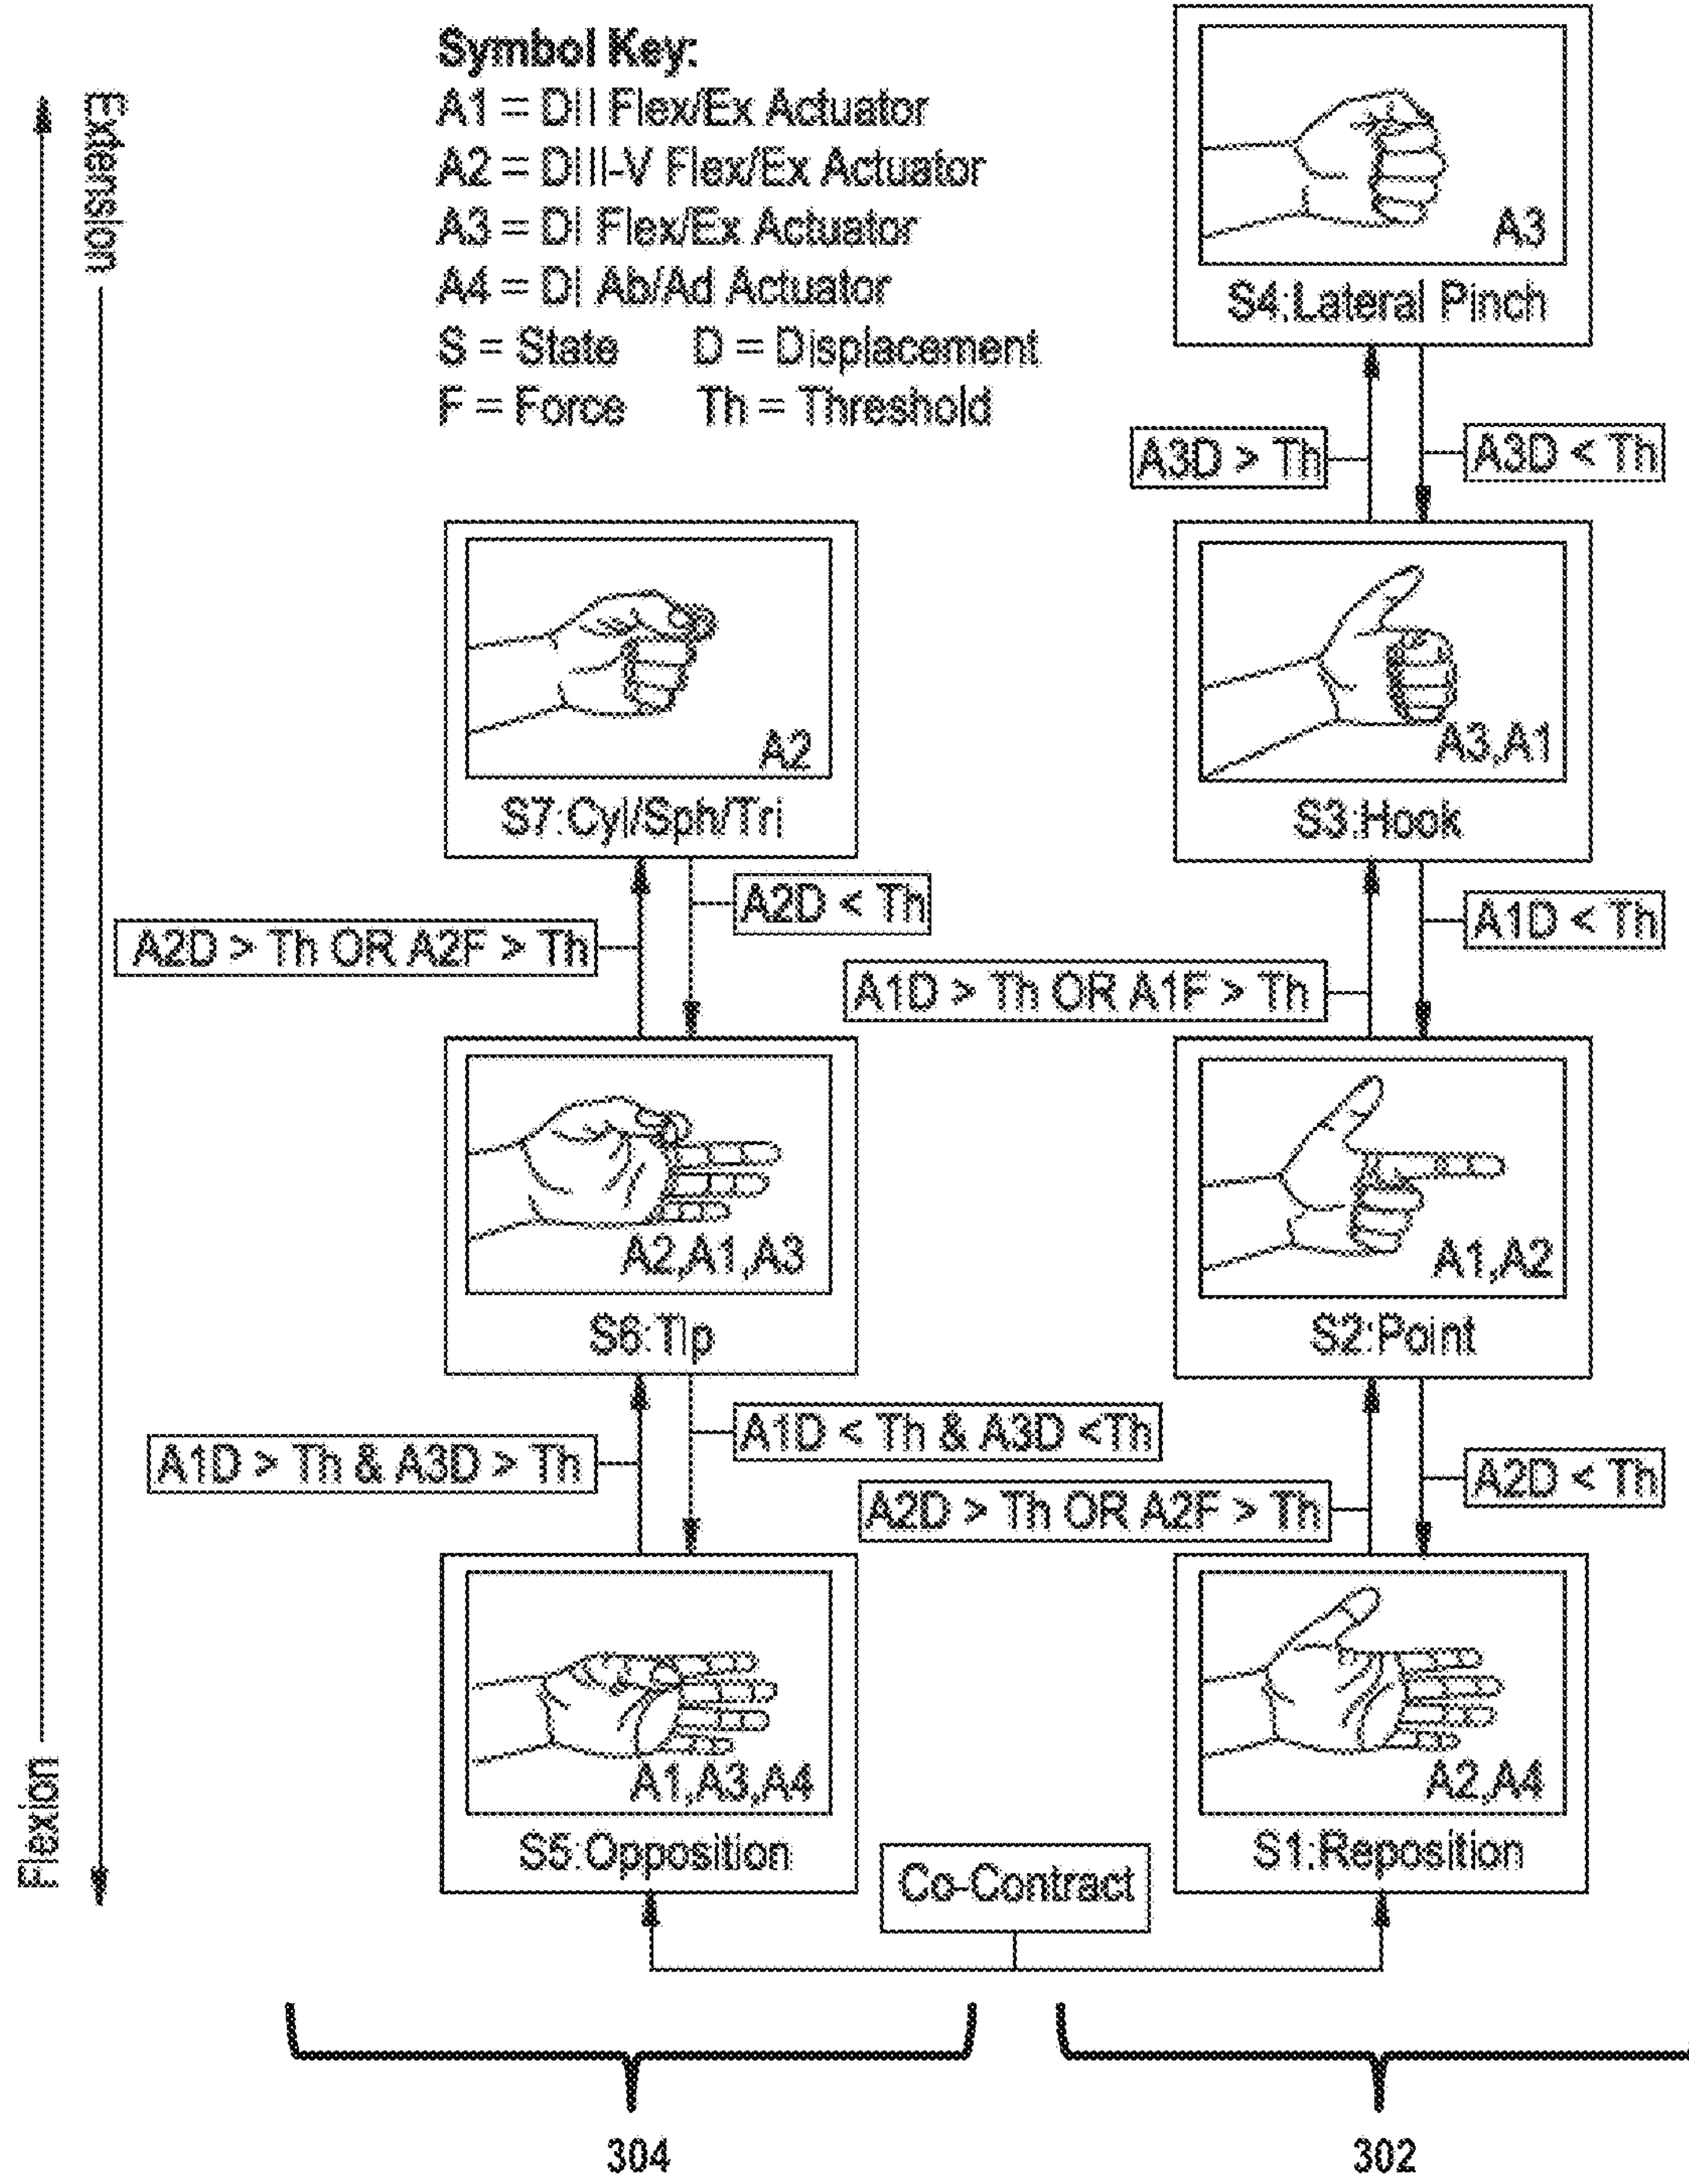 Extension
Flexion
Symbol Key:
A1 = DII Flex/Ex Actuator
A2 = DIII-V Flex/Ex Actuator
A3 = DI Flex/Ex Actuator
A4 = DI Ab/Ad Actuator
S = State D = Displacement
F = Force Th = Threshold
A3
S4:Lateral Pinch
A3D > Th
A3D < Th
A2
S7:Cyl/Sph/Tri
A3,A1
S3:Hook
A2D < Th
A2D > Th OR A2F > Th
A1D < Th
A1D > Th OR A1F > Th
A2,A1,A3
S6:Tip
A1,A2
S2:Point
A1D < Th & A3D <Th
A1D > Th & A3D > Th
A2D < Th
A2D > Th OR A2F > Th
A1,A3,A4
S5:Opposition
A2,A4
S1:Reposition
Co-Contract
304
302